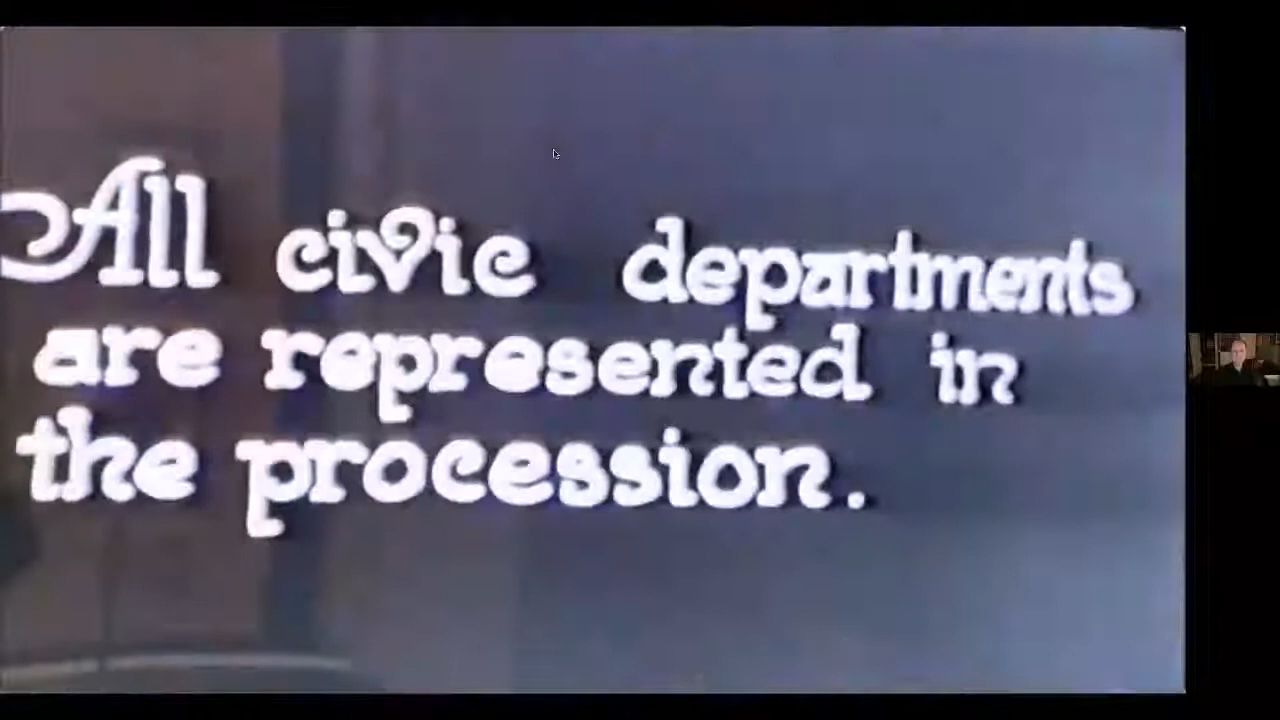 All civic departments
are represented in
the procession.